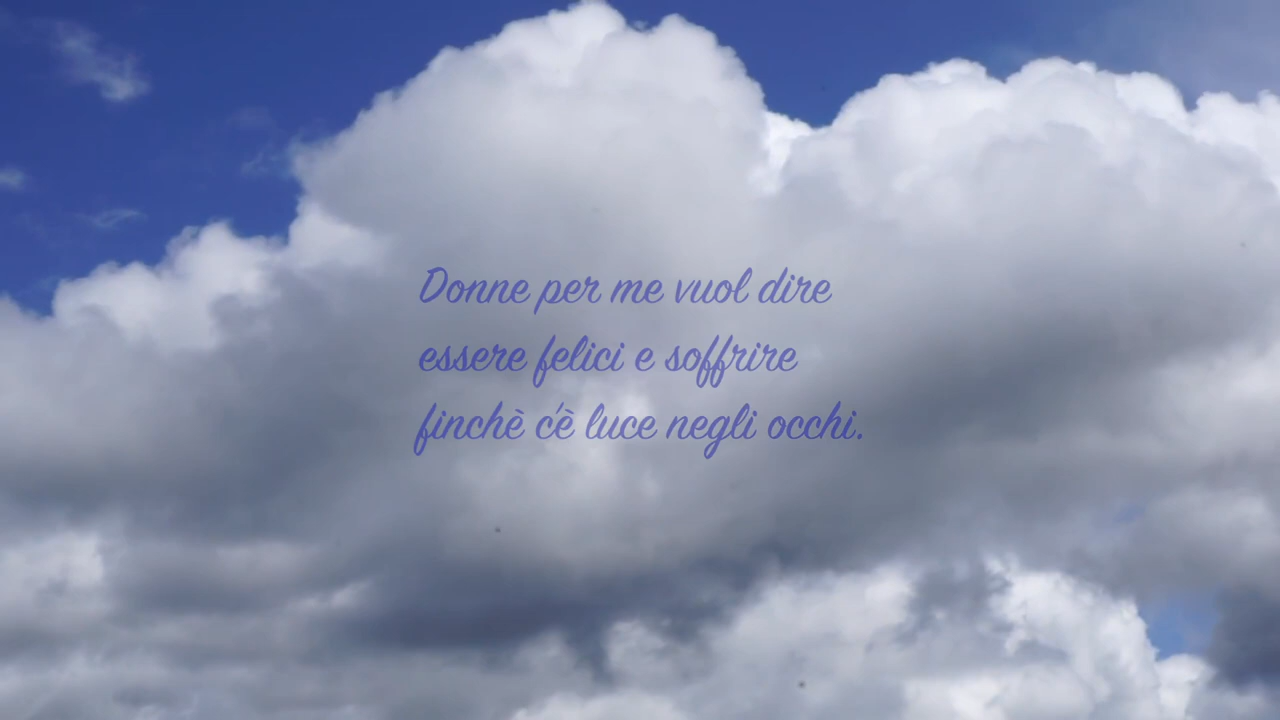 Donne per me vuol dire
essere felici e soffrire
finchè c'è luce negli occhi.